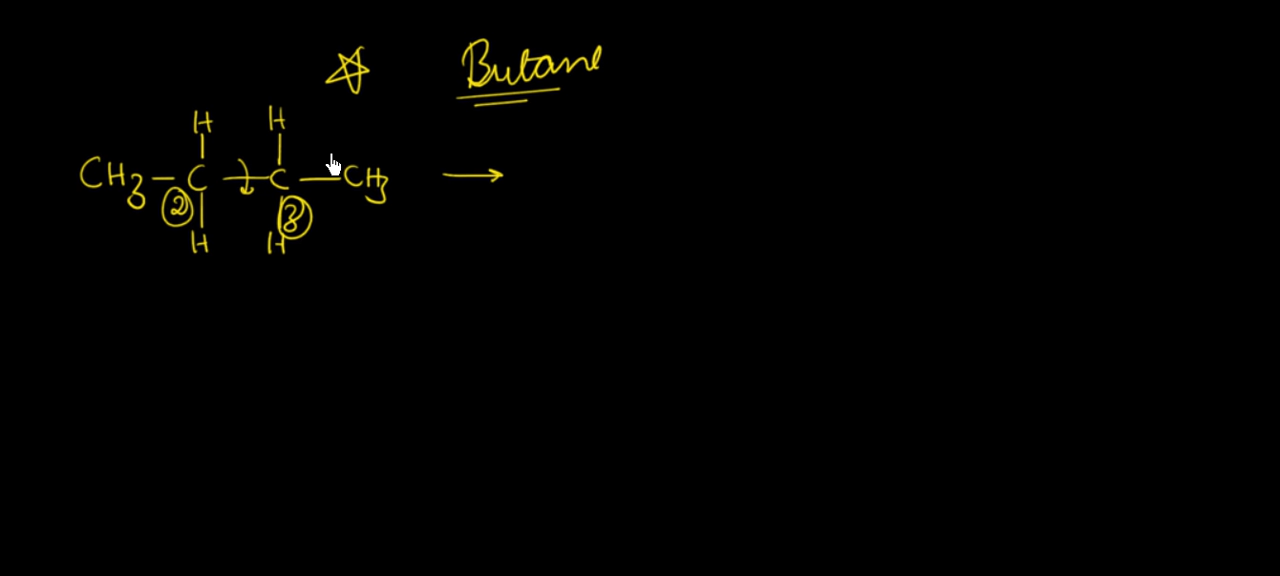 Butane
H H
CH3 – C – C – CH3 →
② ③
H H